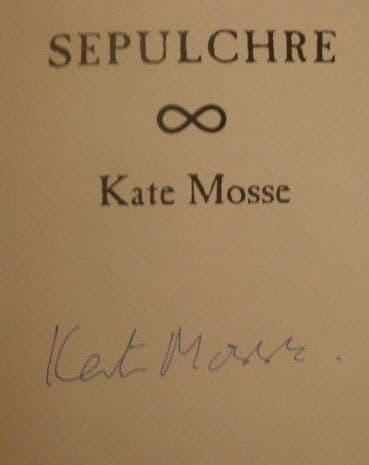 SEPULCHRE
∞
Kate Mosse
Kate Mosse.